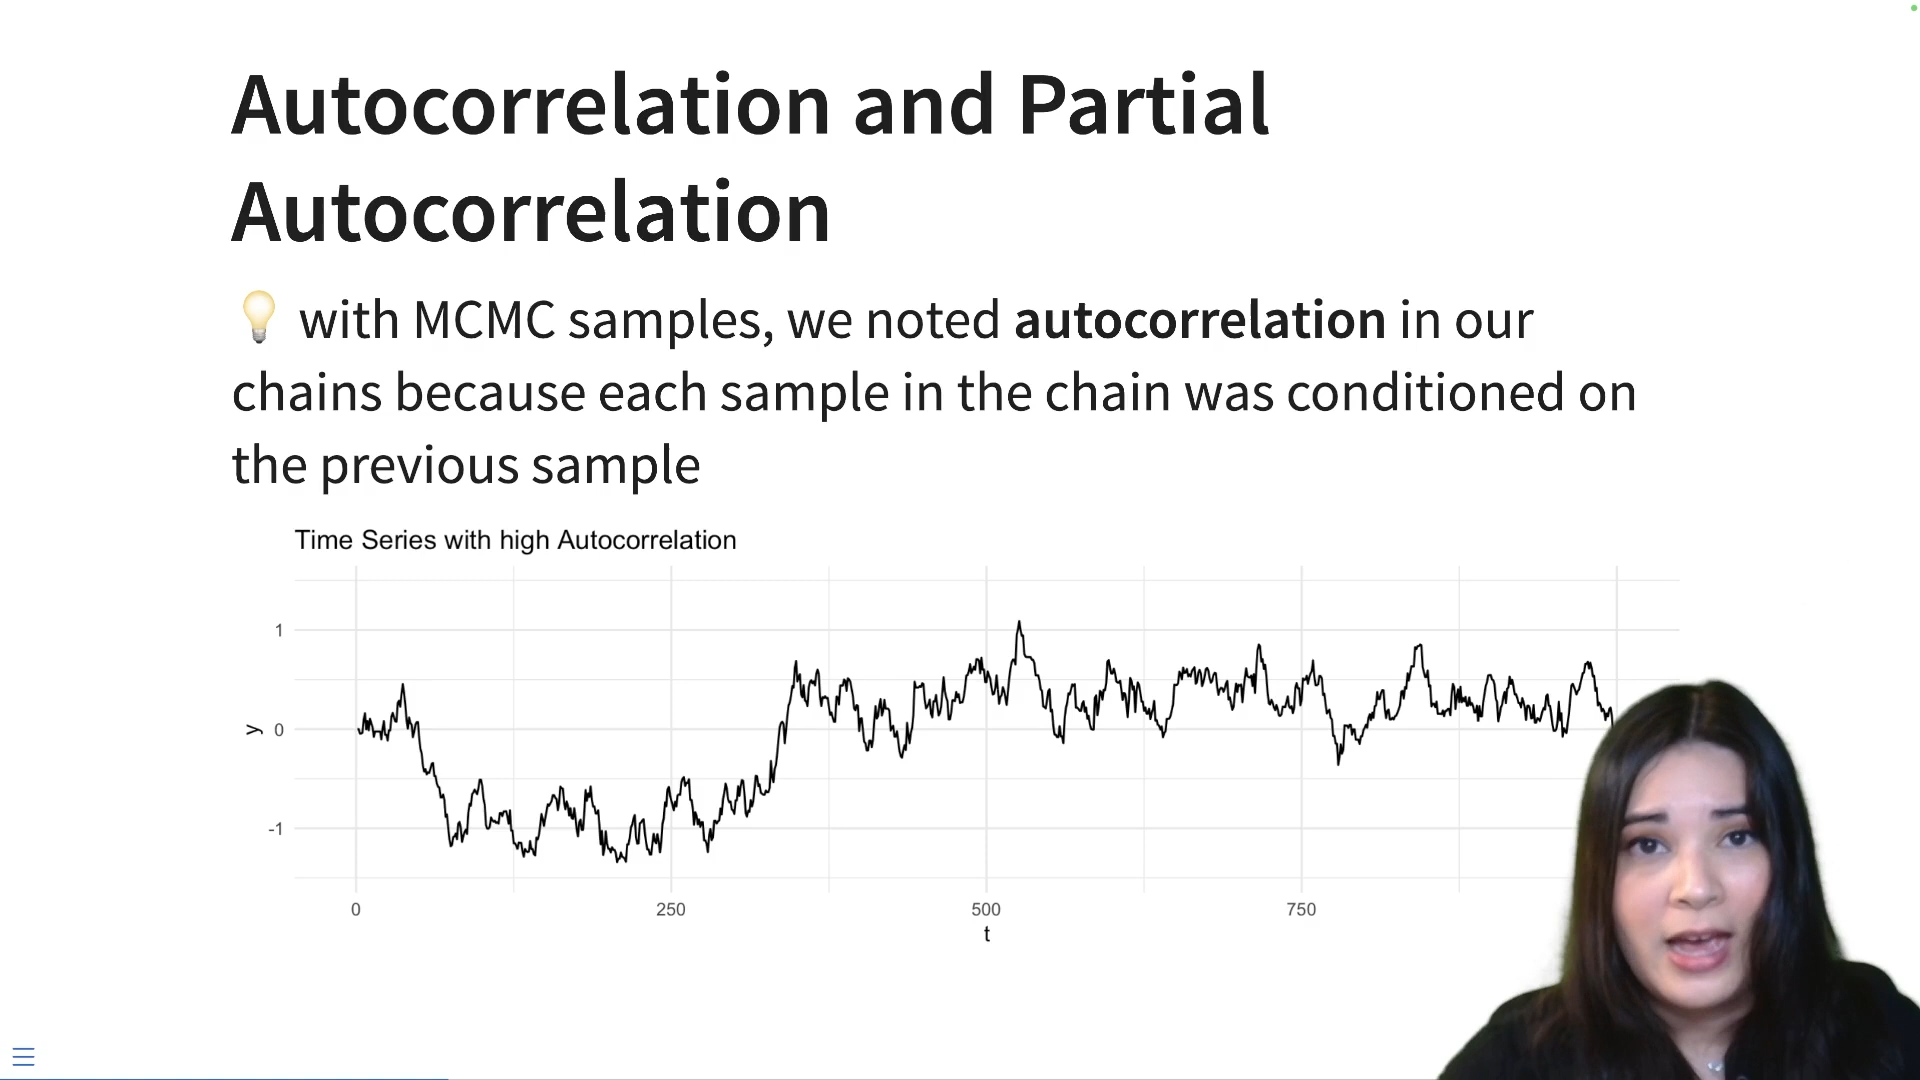 Autocorrelation and Partial
Autocorrelation
💡 with MCMC samples, we noted autocorrelation in our
chains because each sample in the chain was conditioned on
the previous sample
Time Series with high Autocorrelation
1
0
-1
y
0
250
500
750
t